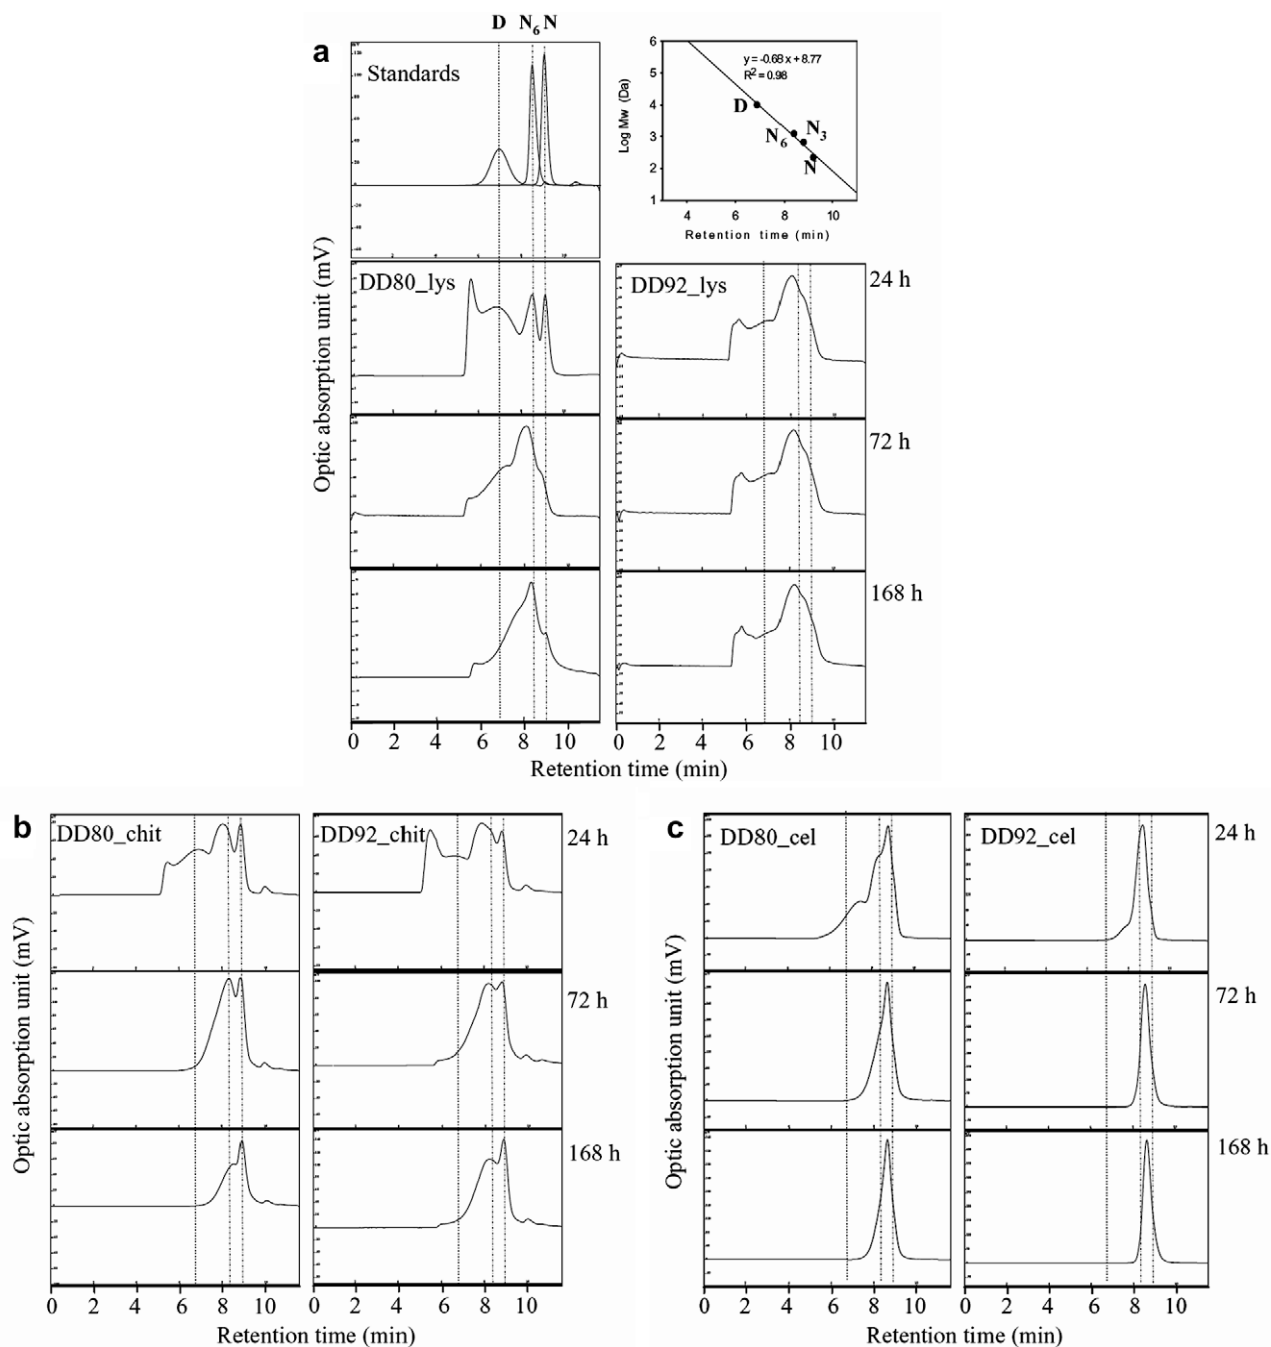 D N6 N
a
Standards
6
5
4
3
2
1
Log Mw (Da)
y = -0.68 x + 8.77
R2 = 0.98
D
N6
N3
N
4 6 8 10
Retention time (min)
Optic absorption unit (mV)
DD80_lys
DD92_lys
24 h
72 h
168 h
0 2 4 6 8 10
0 2 4 6 8 10
Retention time (min)
b
DD80_chit
DD92_chit
24 h
72 h
168 h
Optic absorption unit (mV)
0 2 4 6 8 10
0 2 4 6 8 10
Retention time (min)
c
DD80_cel
DD92_cel
24 h
72 h
168 h
Optic absorption unit (mV)
0 2 4 6 8 10
0 2 4 6 8 10
Retention time (min)